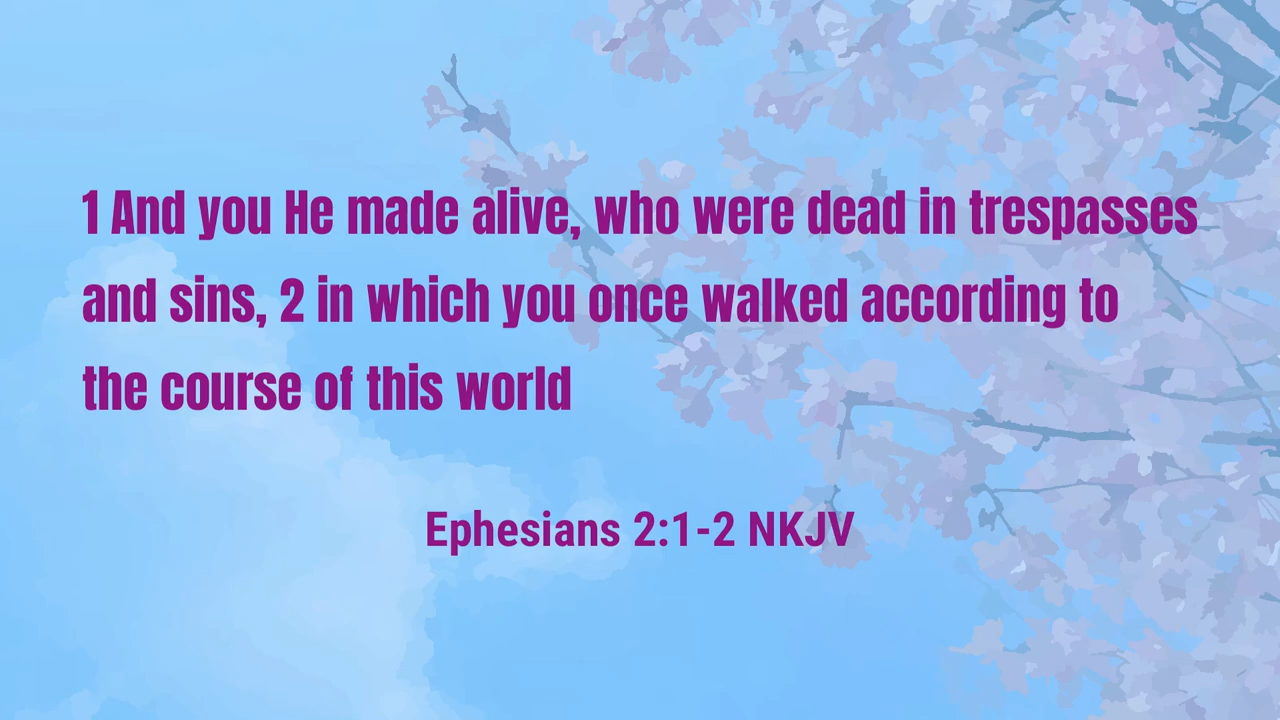 1 And you He made alive, who were dead in trespasses
and sins, 2 in which you once walked according to
the course of this world
Ephesians 2:1-2 NKJV